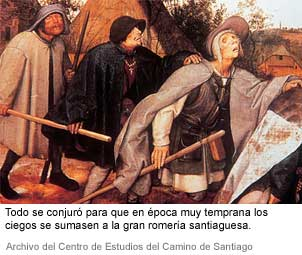 Todo se conjuró para que en época muy temprana los
ciegos se sumasen a la gran romería santiaguesa.
Archivo del Centro de Estudios del Camino de Santiago